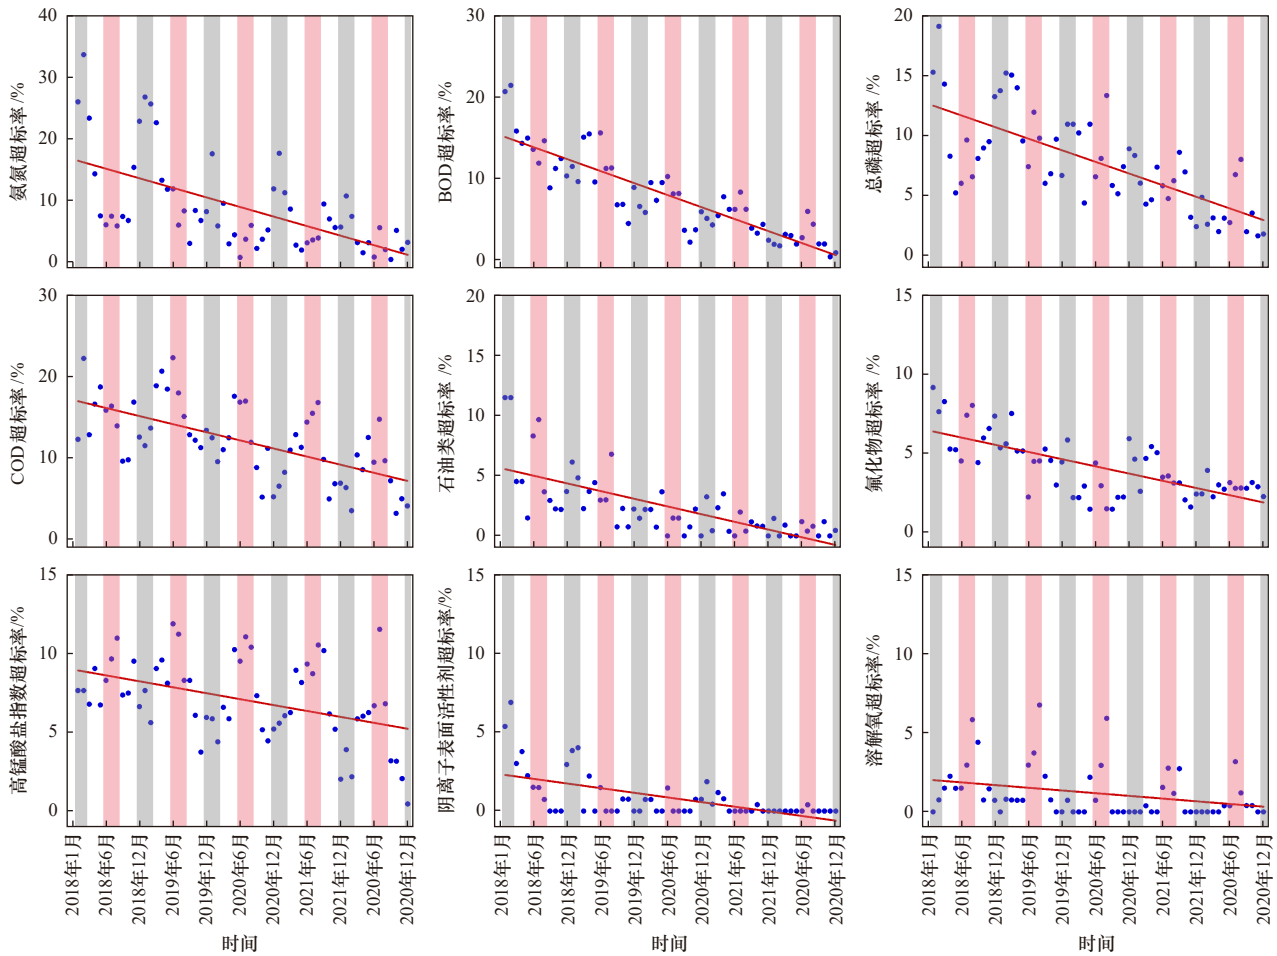 氨氮超标率/%
40
30
20
10
0
BOD超标率/%
30
20
10
0
总磷超标率/%
20
15
10
5
0
COD超标率/%
30
20
10
0
石油类超标率/%
20
15
10
5
0
氟化物超标率/%
15
10
5
0
高锰酸盐指数超标率/%
15
10
5
0
阴离子表面活性剂超标率/%
15
10
5
0
溶解氧超标率/%
15
10
5
0
2018年1月
2018年6月
2018年12月
2019年6月
2019年12月
2020年6月
2020年12月
2021年6月
2021年12月
2020年6月
2020年12月
2018年1月
2018年6月
2018年12月
2019年6月
2019年12月
2020年6月
2020年12月
2021年6月
2021年12月
2020年6月
2020年12月
2018年1月
2018年6月
2018年12月
2019年6月
2019年12月
2020年6月
2020年12月
2021年6月
2021年12月
2020年6月
2020年12月
时间
时间
时间